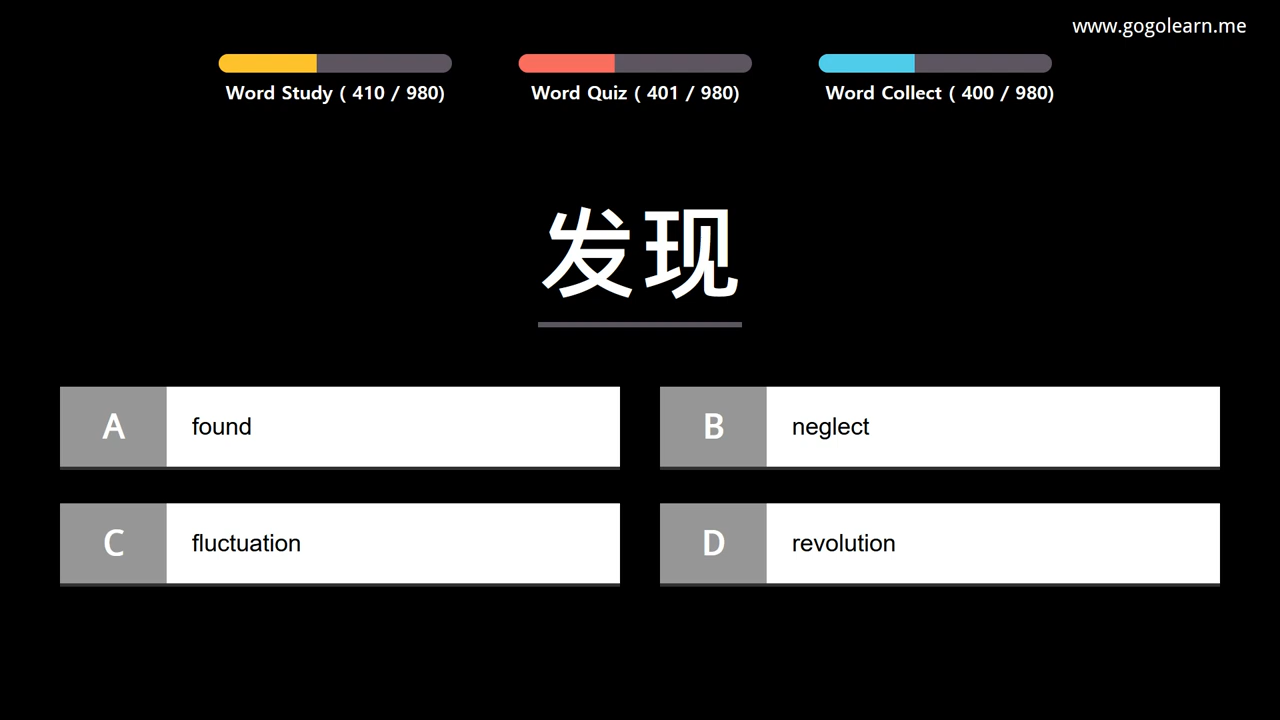 www.gogolearn.me
Word Study ( 410 / 980)
Word Quiz ( 401 / 980)
Word Collect ( 400 / 980)
发现
A found
B neglect
C fluctuation
D revolution